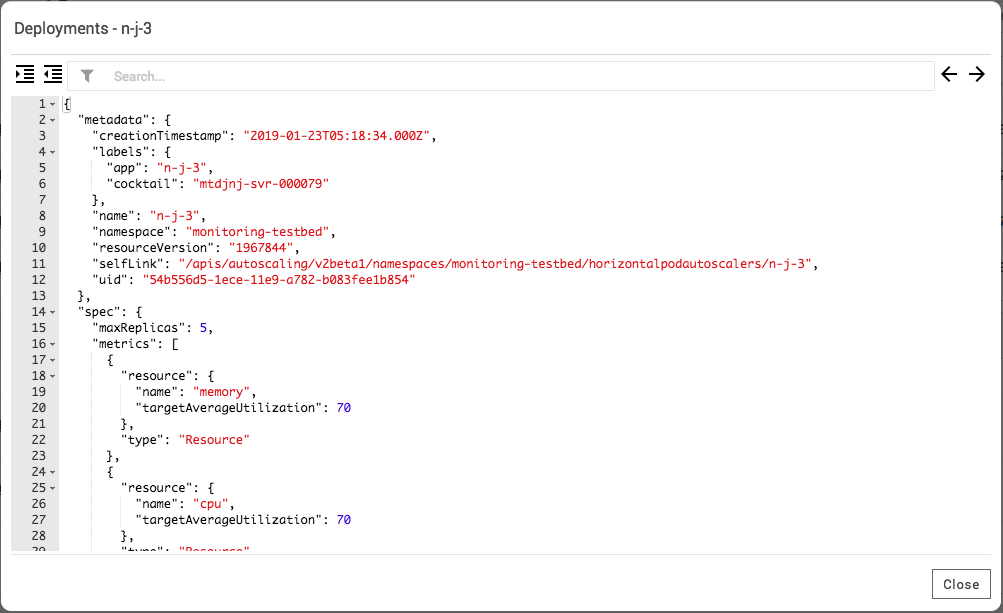 Deployments - n-j-3
Search...
1 {
2 "metadata": {
3 "creationTimestamp": "2019-01-23T05:18:34.000Z",
4 "labels": {
5 "app": "n-j-3",
6 "cocktail": "mtdjnj-svr-000079"
7 },
8 "name": "n-j-3",
9 "namespace": "monitoring-testbed",
10 "resourceVersion": "1967844",
11 "selfLink": "/apis/autoscaling/v2beta1/namespaces/monitoring-testbed/horizontalpodautoscalers/n-j-3",
12 "uid": "54b556d5-1ece-11e9-a782-b083fee1b854"
13 },
14 "spec": {
15 "maxReplicas": 5,
16 "metrics": [
17 {
18 "resource": {
19 "name": "memory",
20 "targetAverageUtilization": 70
21 },
22 "type": "Resource"
23 },
24 {
25 "resource": {
26 "name": "cpu",
27 "targetAverageUtilization": 70
28 },
29 "type": "Resource"
Close